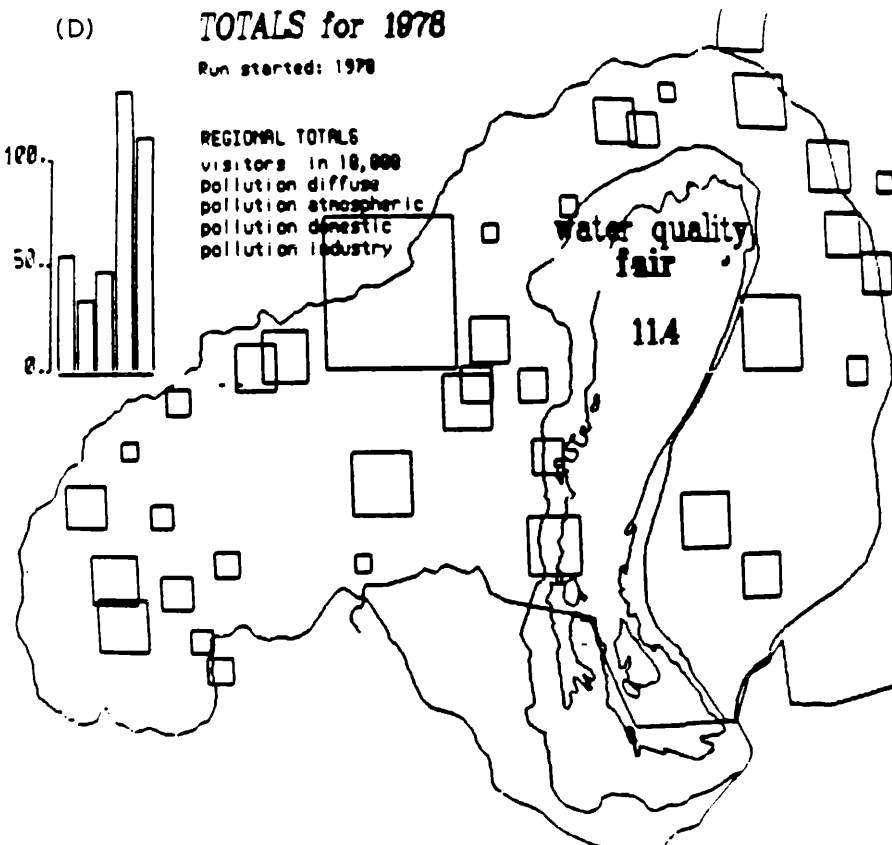 (D)
TOTALS for 1978
Run started: 1978
REGIONAL TOTALS
visitors in 10,000
pollution diffuse
pollution atmospheric
pollution domestic
pollution industry
100.
50.
0.
water quality
fair
11.4